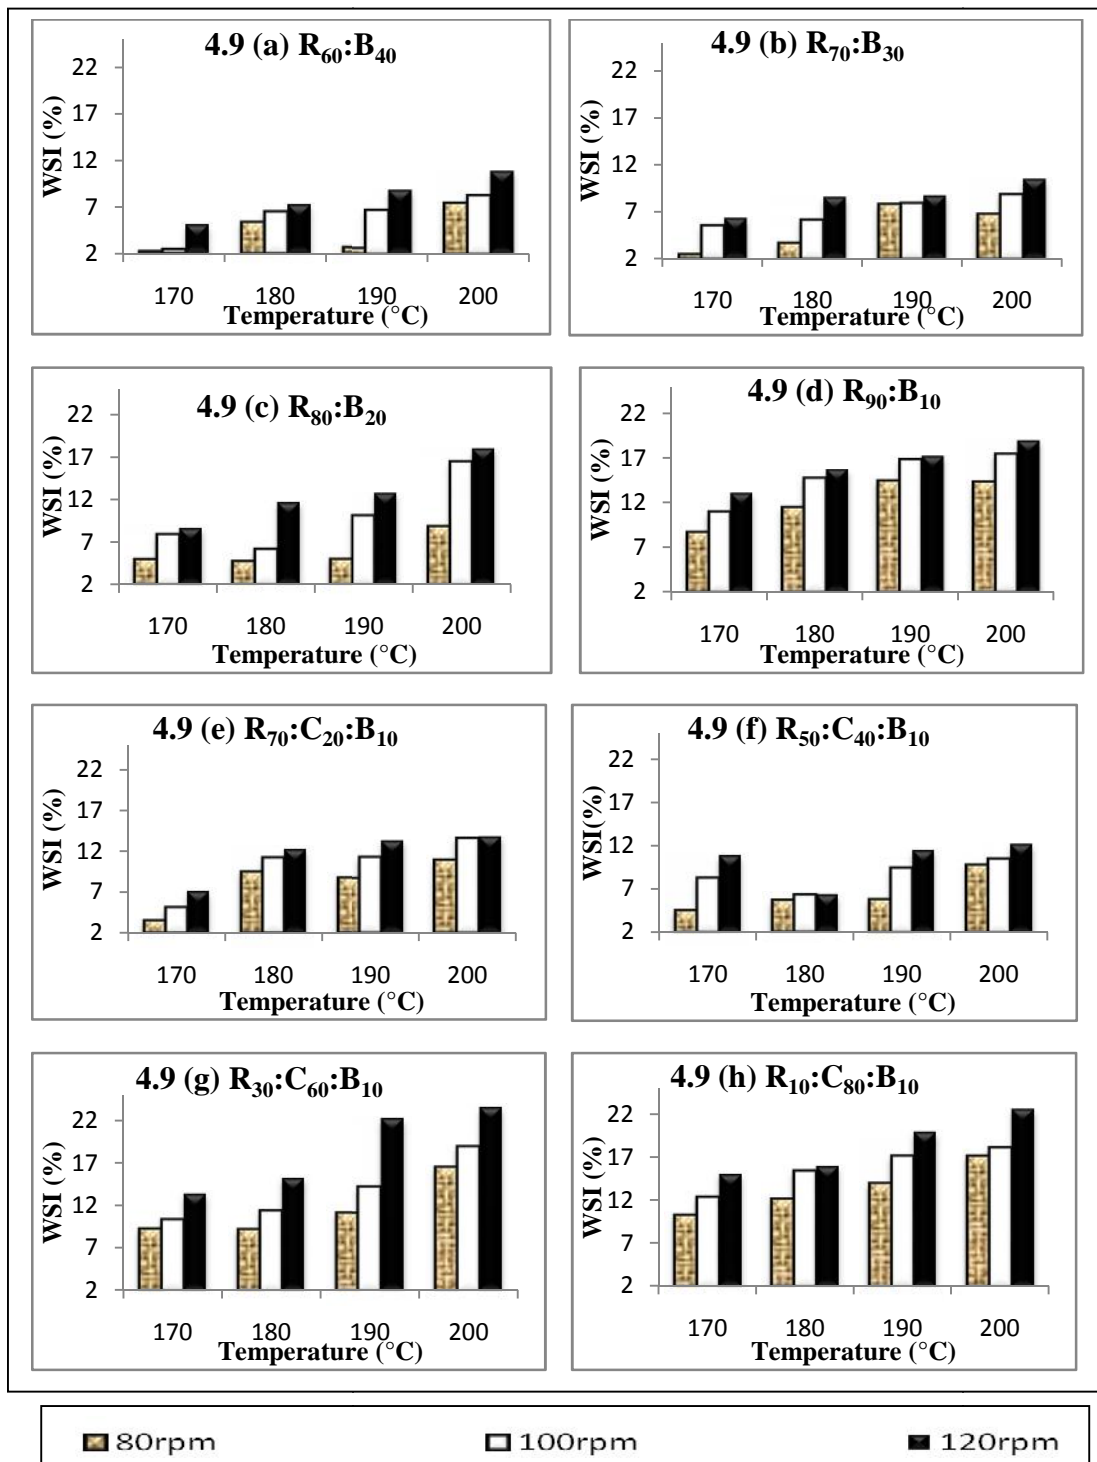 4.9 (a) R60:B40
22
17
12
7
2
WSI (%)
170 180 190 200
Temperature (°C)
4.9 (b) R70:B30
22
17
12
7
2
WSI (%)
170 180 190 200
Temperature (°C)
4.9 (c) R80:B20
22
17
12
7
2
WSI (%)
170 180 190 200
Temperature (°C)
4.9 (d) R90:B10
22
17
12
7
2
WSI (%)
170 180 190 200
Temperature (°C)
4.9 (e) R70:C20:B10
22
17
12
7
2
WSI (%)
170 180 190 200
Temperature (°C)
4.9 (f) R50:C40:B10
22
17
12
7
2
WSI(%)
170 180 190 200
Temperature (°C)
4.9 (g) R30:C60:B10
22
17
12
7
2
WSI (%)
170 180 190 200
Temperature (°C)
4.9 (h) R10:C80:B10
22
17
12
7
2
WSI (%)
170 180 190 200
Temperature (°C)
80rpm 100rpm 120rpm